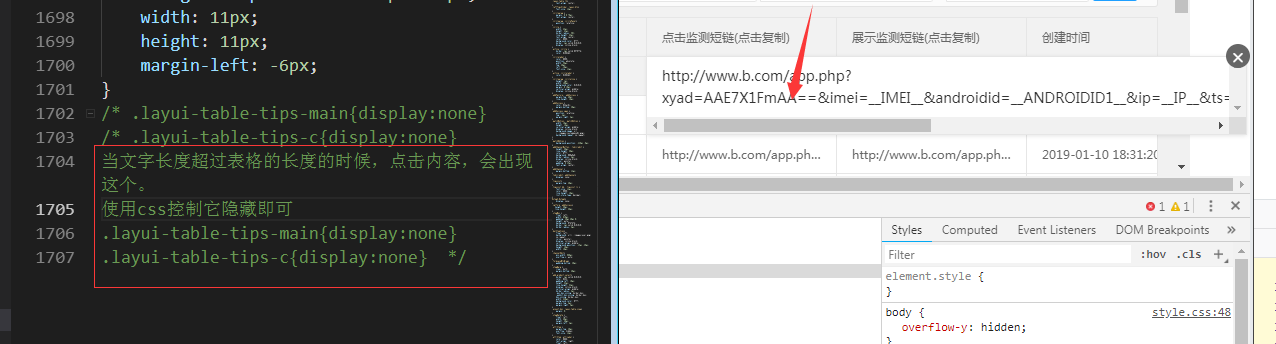 1698 width: 11px;
1699 height: 11px;
1700 margin-left: -6px;
1701 }
1702 /* .layui-table-tips-main{display:none}
1703 /* .layui-table-tips-c{display:none}
1704 当文字长度超过表格的长度的时候，点击内容，会出现
这个。
1705 使用css控制它隐藏即可
1706 .layui-table-tips-main{display:none}
1707 .layui-table-tips-c{display:none} */
点击监测短链(点击复制) 展示监测短链(点击复制) 创建时间
http://www.b.com/app.php?
xyad=AAE7X1FmAA==&imei=__IMEI__&androidid=__ANDROIDID1__&ip=__IP__&ts=
http://www.b.com/app.ph... http://www.b.com/app.ph... 2019-01-10 18:31:20
1 1
Styles Computed Event Listeners DOM Breakpoints »
Filter :hov .cls +
element.style {
}
body { style.css:48
overflow-y: hidden;
}